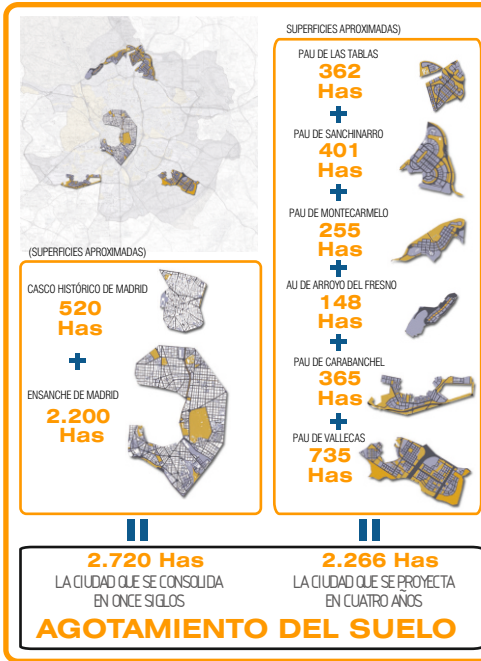 (SUPERFICIES APROXIMADAS)
CASCO HISTÓRICO DE MADRID
520
Has
+
ENSANCHE DE MADRID
2.200
Has
SUPERFICIES APROXIMADAS)
PAU DE LAS TABLAS
362
Has
+
PAU DE SANCHINARRO
401
Has
+
PAU DE MONTECARMELO
255
Has
+
AU DE ARROYO DEL FRESNO
148
Has
+
PAU DE CARABANCHEL
365
Has
+
PAU DE VALLECAS
735
Has
2.720 Has
LA CIUDAD QUE SE CONSOLIDA
EN ONCE SIGLOS
2.266 Has
LA CIUDAD QUE SE PROYECTA
EN CUATRO AÑOS
AGOTAMIENTO DEL SUELO